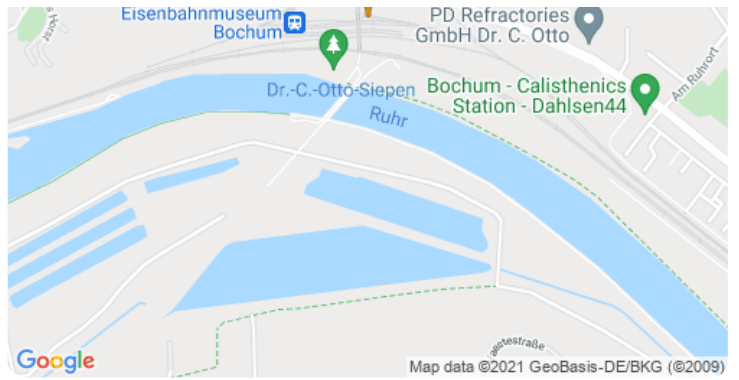 Eisenbahnmuseum
Bochum
PD Refractories
GmbH Dr. C. Otto
s Horst
Dr.-C.-Otto-Siepen
Bochum - Calisthenics
Station - Dahlsen44
Am Ruhrort
Ruhr
Google
Map data ©2021 GeoBasis-DE/BKG (©2009)